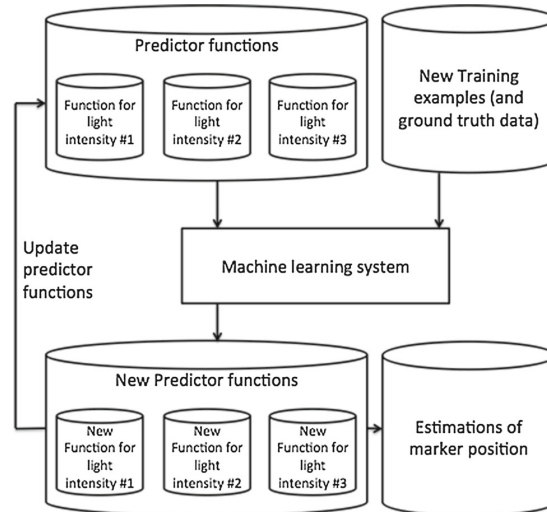 Predictor functions
Function for
light
intensity #1
Function for
light
intensity #2
Function for
light
intensity #3
New Training
examples (and
ground truth data)
Update
predictor
functions
Machine learning system
New Predictor functions
New
Function for
light
intensity #1
New
Function for
light
intensity #2
New
Function for
light
intensity #3
Estimations of
marker position